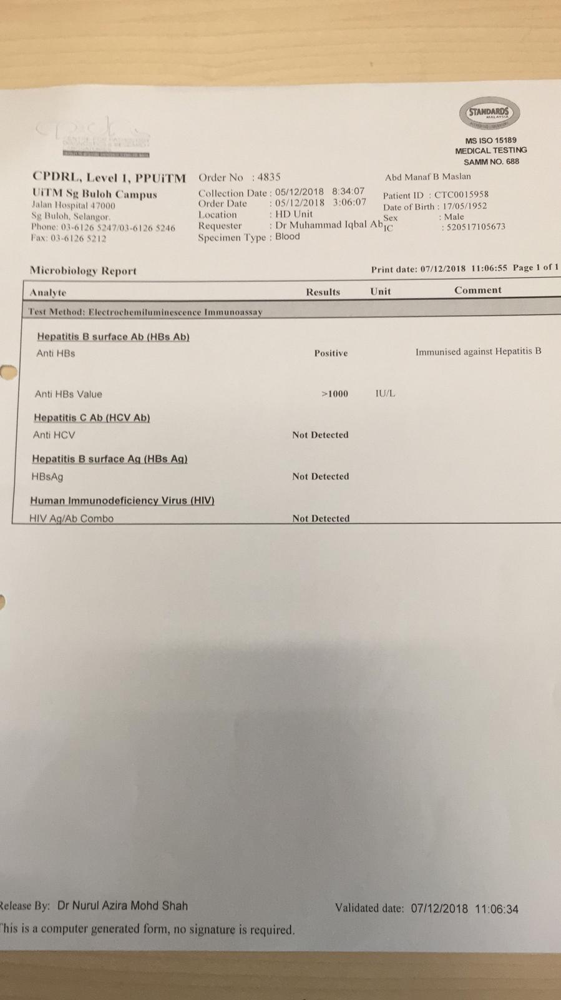 STANDARDS
MALAYSIA
MS ISO 15189
MEDICAL TESTING
SAMM NO. 688
CPDRL, Level 1, PPUiTM
UiTM Sg Buloh Campus
Jalan Hospital 47000
Sg Buloh, Selangor.
Phone: 03-6126 5247/03-6126 5246
Fax: 03-6126 5212
Order No : 4835
Collection Date : 05/12/2018 8:34:07
Order Date : 05/12/2018 3:06:07
Location : HD Unit
Requester : Dr Muhammad Iqbal Ab
Specimen Type : Blood
Abd Manaf B Maslan
Patient ID : CTC0015958
Date of Birth : 17/05/1952
Sex : Male
IC : 520517105673
Microbiology Report
Print date: 07/12/2018 11:06:55 Page 1 of 1
Analyte Results Unit Comment
Test Method: Electrochemiluminescence Immunoassay
Hepatitis B surface Ab (HBs Ab)
Anti HBs Positive Immunised against Hepatitis B
Anti HBs Value >1000 IU/L
Hepatitis C Ab (HCV Ab)
Anti HCV Not Detected
Hepatitis B surface Ag (HBs Ag)
HBsAg Not Detected
Human Immunodeficiency Virus (HIV)
HIV Ag/Ab Combo Not Detected
Release By: Dr Nurul Azira Mohd Shah
Validated date: 07/12/2018 11:06:34
This is a computer generated form, no signature is required.